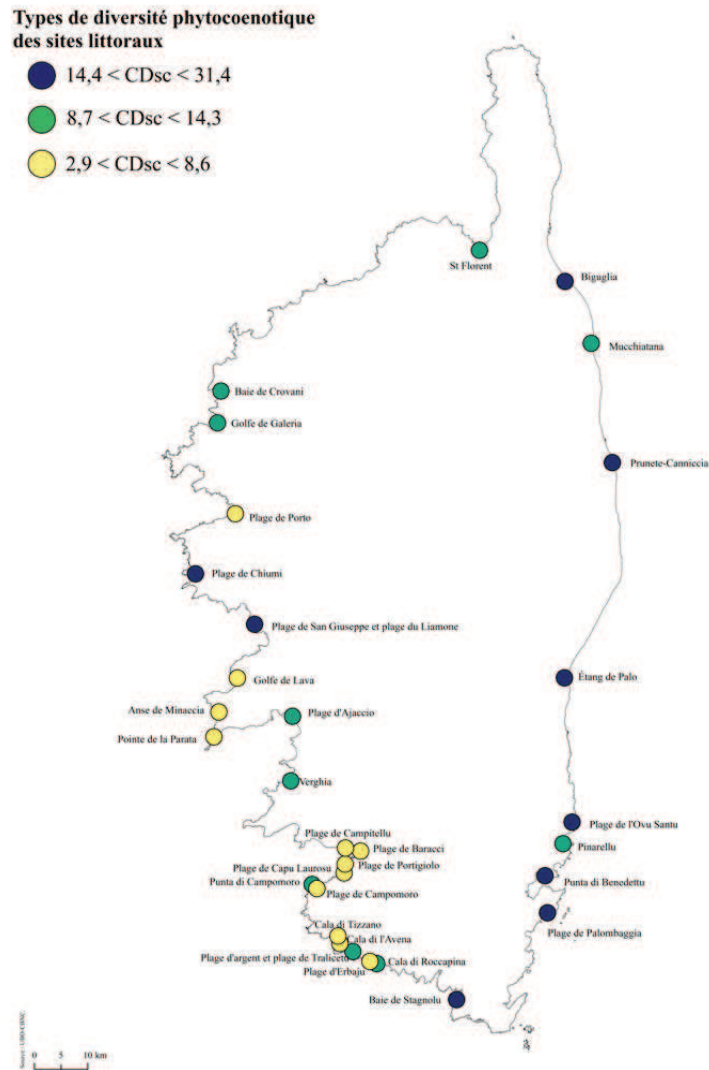 Types de diversité phytocoenotique
des sites littoraux
14,4 < CDsc < 31,4
8,7 < CDsc < 14,3
2,9 < CDsc < 8,6
St Florent
Biguglia
Mucchiatana
Baie de Crovani
Golfe de Galeria
Prunete-Canniccia
Plage de Porto
Plage de Chiumi
Plage de San Giuseppe et plage du Liamone
Golfe de Lava
Étang de Palo
Anse de Minaccia
Plage d'Ajaccio
Pointe de la Parata
Verghia
Plage de l'Ovu Santu
Plage de Campitellu
Pinarellu
Plage de Baracci
Plage de Portigiolo
Plage de Capu Laurosu
Punta di Benedettu
Punta di Campomoro
Plage de Campomoro
Plage de Palombaggia
Cala di Tizzano
Cala di l'Avena
Plage d'argent et plage de Tralicetu
Cala di Roccapina
Plage d'Erbaju
Baie de Stagnolu
Source : UBO-CBNC
0 5 10 km